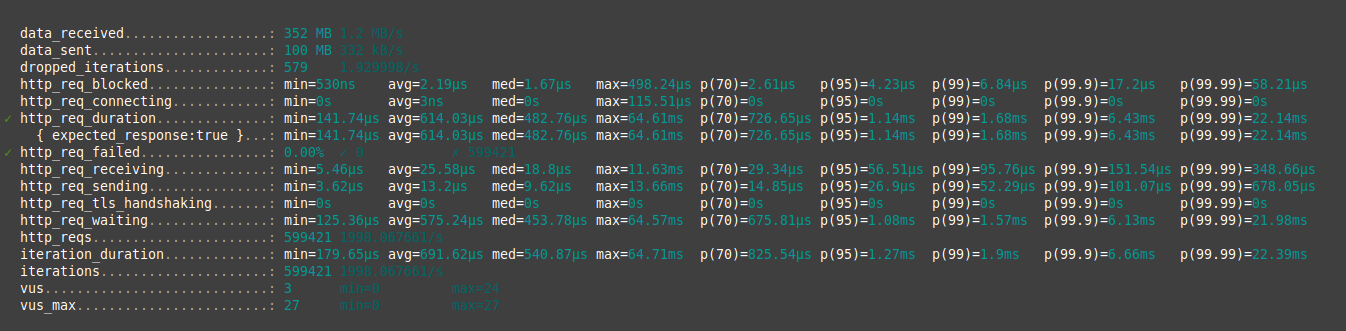 data_received..................: 352 MB 1.2 MB/s
data_sent......................: 100 MB 332 kB/s
dropped_iterations.............: 579 1.929998/s
http_req_blocked...............: min=530ns avg=2.19µs med=1.67µs max=498.24µs p(70)=2.61µs p(95)=4.23µs p(99)=6.84µs p(99.9)=17.2µs p(99.99)=58.21µs
http_req_connecting............: min=0s avg=3ns med=0s max=115.51µs p(70)=0s p(95)=0s p(99)=0s p(99.9)=0s p(99.99)=0s
✓ http_req_duration..............: min=141.74µs avg=614.03µs med=482.76µs max=64.61ms p(70)=726.65µs p(95)=1.14ms p(99)=1.68ms p(99.9)=6.43ms p(99.99)=22.14ms
{ expected_response:true }...: min=141.74µs avg=614.03µs med=482.76µs max=64.61ms p(70)=726.65µs p(95)=1.14ms p(99)=1.68ms p(99.9)=6.43ms p(99.99)=22.14ms
✓ http_req_failed................: 0.00% ✓ 0 ✗ 599421
http_req_receiving.............: min=5.46µs avg=25.58µs med=18.8µs max=11.63ms p(70)=29.34µs p(95)=56.51µs p(99)=95.76µs p(99.9)=151.54µs p(99.99)=348.66µs
http_req_sending...............: min=3.62µs avg=13.2µs med=9.62µs max=13.66ms p(70)=14.85µs p(95)=26.9µs p(99)=52.29µs p(99.9)=101.07µs p(99.99)=678.05µs
http_req_tls_handshaking.......: min=0s avg=0s med=0s max=0s p(70)=0s p(95)=0s p(99)=0s p(99.9)=0s p(99.99)=0s
http_req_waiting...............: min=125.36µs avg=575.24µs med=453.78µs max=64.57ms p(70)=675.81µs p(95)=1.08ms p(99)=1.57ms p(99.9)=6.13ms p(99.99)=21.98ms
http_reqs......................: 599421 1998.067661/s
iteration_duration.............: min=179.65µs avg=691.62µs med=540.87µs max=64.71ms p(70)=825.54µs p(95)=1.27ms p(99)=1.9ms p(99.9)=6.66ms p(99.99)=22.39ms
iterations.....................: 599421 1998.067661/s
vus............................: 3 min=0 max=24
vus_max........................: 27 min=0 max=27